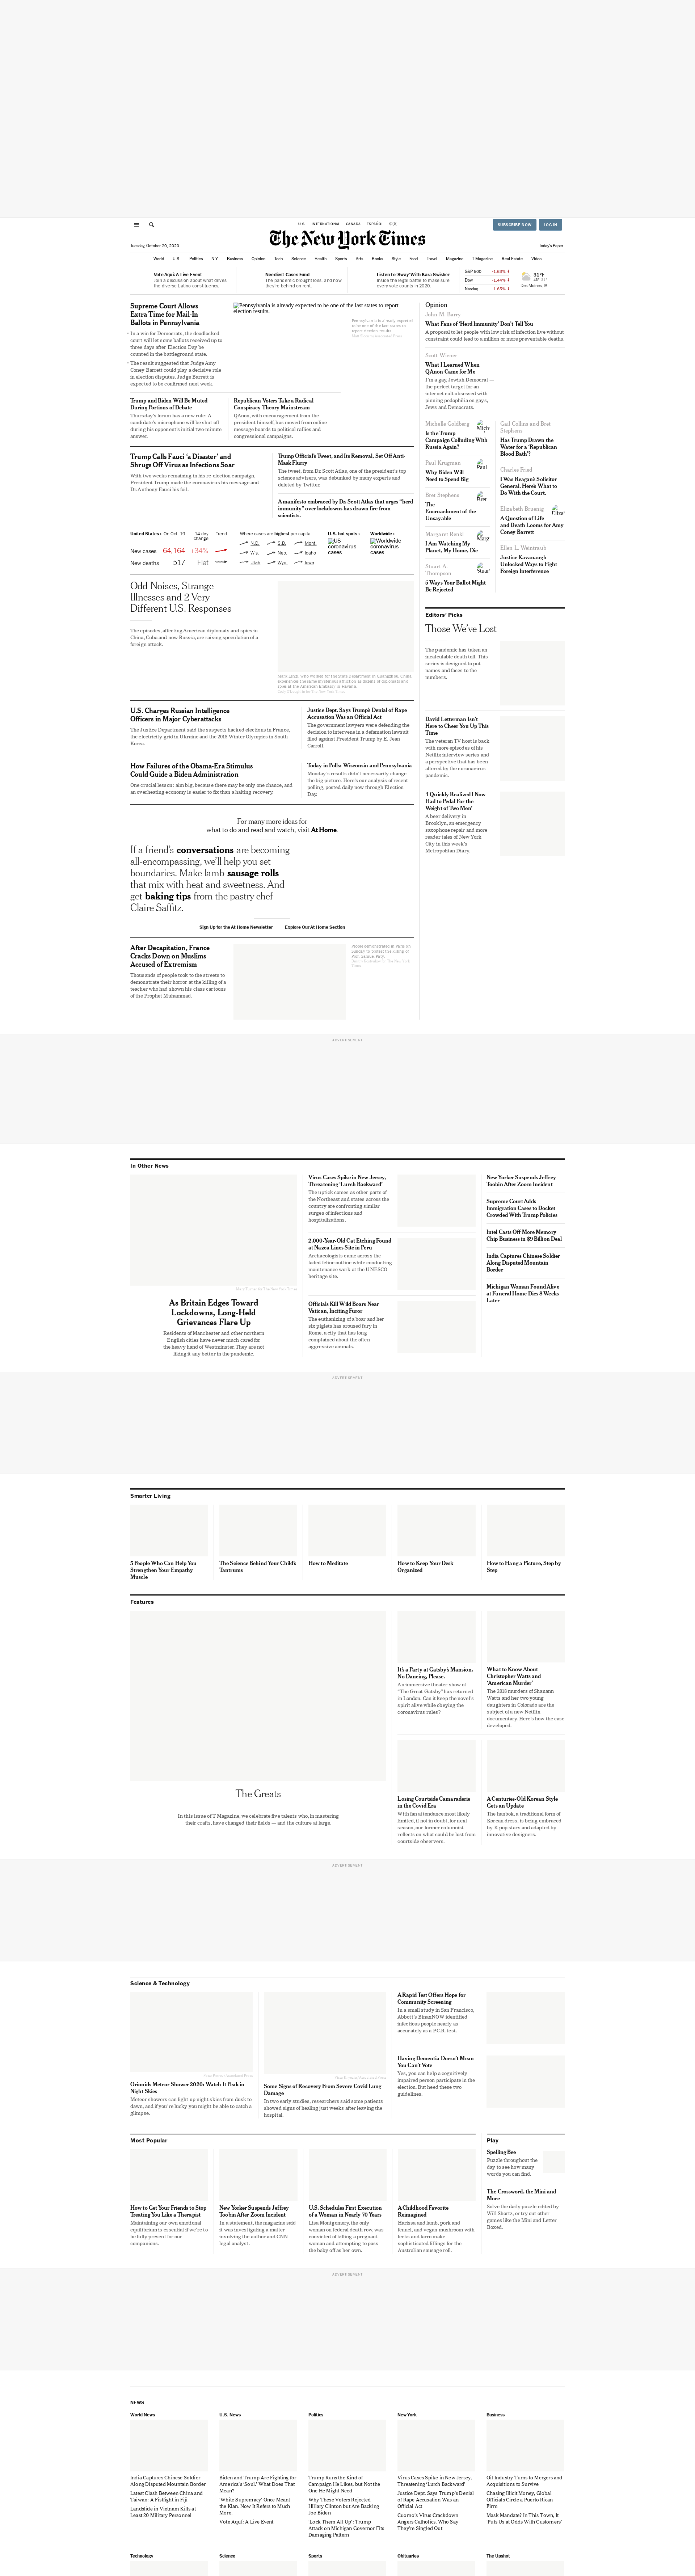 U.S. INTERNATIONAL CANADA ESPAÑOL 中文
SUBSCRIBE NOW LOG IN
The New York Times
Tuesday, October 20, 2020
Today's Paper
World U.S. Politics N.Y. Business Opinion Tech Science Health Sports Arts Books Style Food Travel Magazine T Magazine Real Estate Video
Vote Aquí: A Live Event
Join a discussion about what drives
the diverse Latino constituency.
Neediest Cases Fund
The pandemic brought loss, and now
they're behind on rent.
Listen to 'Sway' With Kara Swisher
Inside the legal battle to make sure
every vote counts in 2020.
S&P 500 -1.63%
Dow -1.44%
Nasdaq -1.65%
31°F
Des Moines, IA
Supreme Court Allows
Extra Time for Mail-In
Ballots in Pennsylvania
In a win for Democrats, the deadlocked
court will let some ballots received up to
three days after Election Day be
counted in the battleground state.
The result suggested that Judge Amy
Coney Barrett could play a decisive role
in election disputes. Judge Barrett is
expected to be confirmed next week.
Pennsylvania is already expected to be one of the last states to report
election results.
Pennsylvania is already expected
to be one of the last states to
report election results.
Trump and Biden Will Be Muted
During Portions of Debate
Thursday's forum has a new rule: A
candidate's microphone will be shut off
during his opponent's initial two-minute
answer.
Republican Voters Take a Radical
Conspiracy Theory Mainstream
QAnon, with encouragement from the
president himself, has moved from online
message boards to political rallies and
congressional campaigns.
Trump Calls Fauci 'a Disaster' and
Shrugs Off Virus as Infections Soar
With two weeks remaining in his re-election campaign,
President Trump made the pandemic his message and
Dr. Anthony Fauci his foil.
Trump Official's Tweet, and Its Removal, Set Off Anti-
Mask Flurry
The tweet, from Dr. Scott Atlas, one of the president's top
science advisers, was debunked by many experts and
deleted by Twitter.
A manifesto embraced by Dr. Scott Atlas that urges "herd
immunity" over lockdowns has drawn fire from
scientists.
United States › On Oct. 19
14-day
change
Trend
New cases 64,164 +34%
New deaths 517 Flat
Where cases per capita are highest
N.D. S.D. Mont.
Wis. Neb. Idaho
Utah Wyo. Iowa
U.S. hot spots ›
US
coronavirus
cases
Worldwide ›
Worldwide
coronavirus
cases
Odd Noises, Strange
Illnesses and 2 Very
Different U.S. Responses
The episodes, affecting American diplomats and spies in
China, Cuba and now Russia, are raising speculation of a
foreign attack.
U.S. Charges Russian Intelligence
Officers in Major Cyberattacks
The Justice Department said the suspects hacked elections in France,
the electricity grid in Ukraine and the 2018 Winter Olympics in South
Korea.
Justice Dept. Says Trump's Denial of Rape
Accusation Was an Official Act
The government lawyers were defending the
decision to intervene in a defamation lawsuit
filed against President Trump by E. Jean
Carroll.
How Failures of the Obama-Era Stimulus
Could Guide a Biden Administration
One crucial lesson: aim big, because there may be only one chance, and
an overheating economy is easier to fix than a halting recovery.
Today in Polls: Wisconsin and Pennsylvania
Monday's results didn't necessarily change
the big picture. Here's our analysis of recent
polling, posted daily now through Election
Day.
For many more ideas for
what to do and read and watch, visit At Home.
If a friend's conversations are becoming
all-encompassing, we'll help you set
boundaries. Make lamb sausage rolls
that mix with heat and sweetness. And
get baking tips from the pastry chef
Claire Saffitz.
Sign Up for the At Home Newsletter
Explore Our At Home Section
After Decapitation, France
Cracks Down on Muslims
Accused of Extremism
Thousands of people took to the streets to
demonstrate their horror at the killing of a
teacher who had shown his class cartoons
of the Prophet Muhammad.
Opinion
John M. Barry
What Fans of 'Herd Immunity' Don't Tell You
A proposal to let people with low risk of infection live without
constraint could lead to a million or more preventable deaths.
Scott Wiener
What I Learned When
QAnon Came for Me
I'm a gay, Jewish Democrat —
the perfect target for an
internet cult obsessed with
pinning pedophilia on gays,
Jews and Democrats.
Michelle Goldberg
Is the Trump
Campaign Colluding With
Russia Again?
Paul Krugman
Why Biden Will
Need to Spend Big
Bret Stephens
The
Encroachment of the
Unsayable
Margaret Renkl
I Am Watching My
Planet, My Home, Die
Stuart A.
Thompson
5 Ways Your Ballot Might
Be Rejected
Gail Collins and Bret
Stephens
Has Trump Drawn the
Water for a 'Republican
Blood Bath'?
Charles Fried
I Was Reagan's Solicitor
General. Here's What to
Do With the Court.
Elizabeth Bruenig
A Question of Life
and Death Looms for Amy
Coney Barrett
Ellen L. Weintraub
Justice Kavanaugh
Unlocked Ways to Fight
Foreign Interference
Editors' Picks
Those We've Lost
The pandemic has taken an
incalculable death toll. This
series is designed to put
names and faces to the
numbers.
David Letterman Isn't
Here to Cheer You Up This
Time
The veteran TV host is back
with more episodes of his
Netflix interview series and
a perspective that has been
altered by the coronavirus
pandemic.
'I Quickly Realized I Now
Had to Pedal For the
Weight of Two Men'
A beer delivery in
Brooklyn, an emergency
saxophone repair and more
reader tales of New York
City in this week's
Metropolitan Diary.
ADVERTISEMENT
In Other News
As Britain Edges Toward
Lockdowns, Long-Held
Grievances Flare Up
Residents of Manchester and other northern
English cities have never much cared for
the heavy hand of Westminster. They are not
liking it any better in the pandemic.
Virus Cases Spike in New Jersey,
Threatening 'Lurch Backward'
The uptick comes as other parts of
the Northeast and states across the
country are confronting similar
surges of infections and
hospitalizations.
2,000-Year-Old Cat Etching Found
at Nazca Lines Site in Peru
Archaeologists came across the
faded feline outline while conducting
maintenance work at the UNESCO
heritage site.
Officials Kill Wild Boars Near
Vatican, Inciting Furor
The euthanizing of a boar and her
six piglets has aroused fury in
Rome, a city that has long
complained about the often
aggressive animals.
New Yorker Suspends Jeffrey
Toobin After Zoom Incident
Supreme Court Adds
Immigration Cases to Docket
Crowded With Trump Policies
Intel Casts Off More Memory
Chip Business in $9 Billion Deal
India Captures Chinese Soldier
Along Disputed Mountain
Border
Michigan Woman Found Alive
at Funeral Home Dies 8 Weeks
Later
ADVERTISEMENT
Smarter Living
5 People Who Can Help You
Strengthen Your Empathy
Muscle
The Science Behind Your Child's
Tantrums
How to Meditate
How to Keep Your Desk
Organized
How to Hang a Picture, Step by
Step
Features
The Greats
In this issue of T Magazine, we celebrate five talents who, in mastering
their crafts, have changed their fields — and the culture at large.
It's a Party at Gatsby's Mansion.
No Dancing, Please.
An immersive theater show of
"The Great Gatsby" has returned
in London. Can it keep the novel's
spirit alive while obeying the
coronavirus rules?
What to Know About
Christopher Watts and
'American Murder'
The 2018 murders of Shanann
Watts and her two young
daughters in Colorado are the
subject of a new Netflix
documentary. Here's how the case
developed.
Losing Courtside Camaraderie
in the Covid Era
With fan attendance most likely
limited, if not in doubt, for next
season, our former columnist
reflects on what could be lost from
courtside observers.
A Centuries-Old Korean Style
Gets an Update
The hanbok, a traditional form of
Korean dress, is being embraced
by K-pop stars and adapted by
innovative designers.
ADVERTISEMENT
Science & Technology
Orionids Meteor Shower 2020: Watch It Peak in
Night Skies
Meteor showers can light up night skies from dusk to
dawn, and if you're lucky you might be able to catch a
glimpse.
Some Signs of Recovery From Severe Covid Lung
Damage
In two early studies, researchers said some patients
showed signs of healing just weeks after leaving the
hospital.
A Rapid Test Offers Hope for
Community Screening
In a small study in San Francisco,
Abbott's BinaxNOW identified
infectious people nearly as
accurately as a P.C.R. test.
Having Dementia Doesn't Mean
You Can't Vote
Yes, you can help a cognitively
impaired person participate in the
election. But heed these two
guidelines.
Most Popular
How to Get Your Friends to Stop
Treating You Like a Therapist
Maintaining our own emotional
equilibrium is essential if we're to
be fully present for our
companions.
New Yorker Suspends Jeffrey
Toobin After Zoom Incident
In a statement, the magazine said
it was investigating a matter
involving the author and CNN
legal analyst.
U.S. Schedules First Execution
of a Woman in Nearly 70 Years
Lisa Montgomery, the only
woman on federal death row, was
convicted of killing a pregnant
woman and attempting to pass
the baby off as her own.
A Childhood Favorite
Reimagined
Harissa and lamb, pork and
fennel, and vegan mushroom with
leeks and farro make
sophisticated fillings for the
Australian sausage roll.
Play
Spelling Bee
Puzzle throughout the
day to see how many
words you can find.
The Crossword, the Mini and
More
Solve the daily puzzle edited by
Will Shortz, or try out other
games like the Mini and Letter
Boxed.
ADVERTISEMENT
NEWS
World News
India Captures Chinese Soldier
Along Disputed Mountain Border
Latest Clash Between China and
Taiwan: A Fistfight in Fiji
Landslide in Vietnam Kills at
Least 20 Military Personnel
U.S. News
Biden and Trump Are Fighting for
America's 'Soul.' What Does That
Mean?
'White Supremacy' Once Meant
the Klan. Now It Refers to Much
More.
Vote Aquí: A Live Event
Politics
Trump Runs the Kind of
Campaign He Likes, but Not the
One He Might Need
Why These Voters Rejected
Hillary Clinton but Are Backing
Joe Biden
'Lock Them All Up': Trump
Attack on Michigan Governor Fits
Damaging Pattern
New York
Virus Cases Spike in New Jersey,
Threatening 'Lurch Backward'
Justice Dept. Says Trump's Denial
of Rape Accusation Was an
Official Act
Cuomo's Virus Crackdown
Angers Catholics, Who Say
They're Singled Out
Business
Oil Industry Turns to Mergers and
Acquisitions to Survive
Chasing Illicit Money, Global
Officials Circle a Puerto Rican
Firm
Mask Mandate? In This Town, It
'Puts Us at Odds With Customers'
Technology
Science
Sports
Obituaries
The Upshot